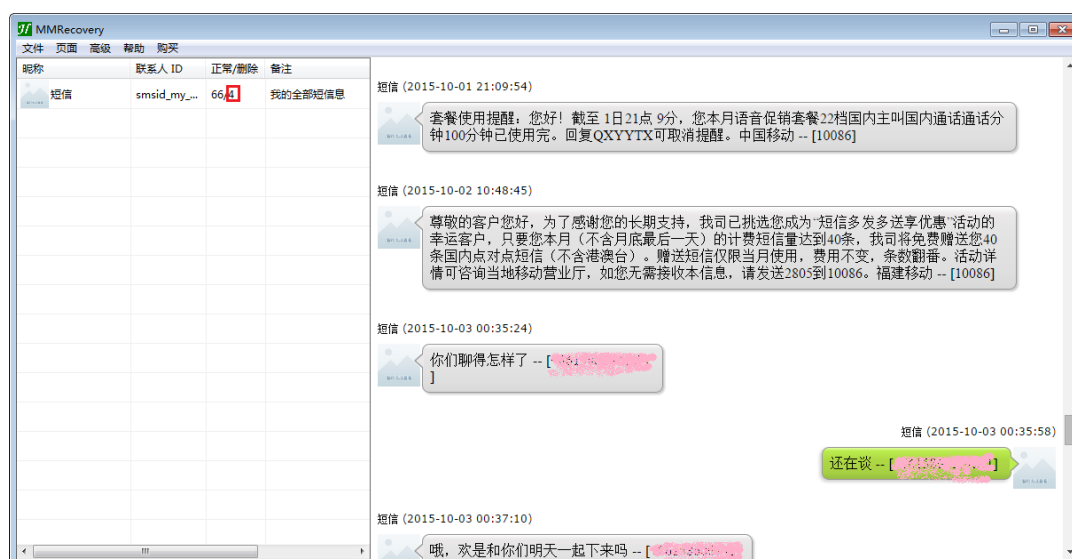 MMRecovery
文件 页面 高级 帮助 购买
昵称 联系人 ID 正常/删除 备注
短信 smsid_my_... 66/4 我的全部短信息
短信 (2015-10-01 21:09:54)
套餐使用提醒：您好！截至 1日21点 9分，您本月语音促销套餐22档国内主叫国内通话通话分
钟100分钟已使用完。回复QXYYTX可取消提醒。中国移动 -- [10086]
短信 (2015-10-02 10:48:45)
尊敬的客户您好，为了感谢您的长期支持，我司已挑选您成为“短信多发多送享优惠”活动的
幸运客户，只要您本月（不含月底最后一天）的计费短信量达到40条，我司将免费赠送您40
条国内点对点短信（不含港澳台）。赠送短信仅限当月使用，费用不变，条数翻番。活动详
情可咨询当地移动营业厅，如您无需接收本信息，请发送2805到10086。福建移动 -- [10086]
短信 (2015-10-03 00:35:24)
你们聊得怎样了 -- [
]
短信 (2015-10-03 00:35:58)
还在谈 -- [ ]
短信 (2015-10-03 00:37:10)
哦，欢是和你们明天一起下来吗 -- [ ]